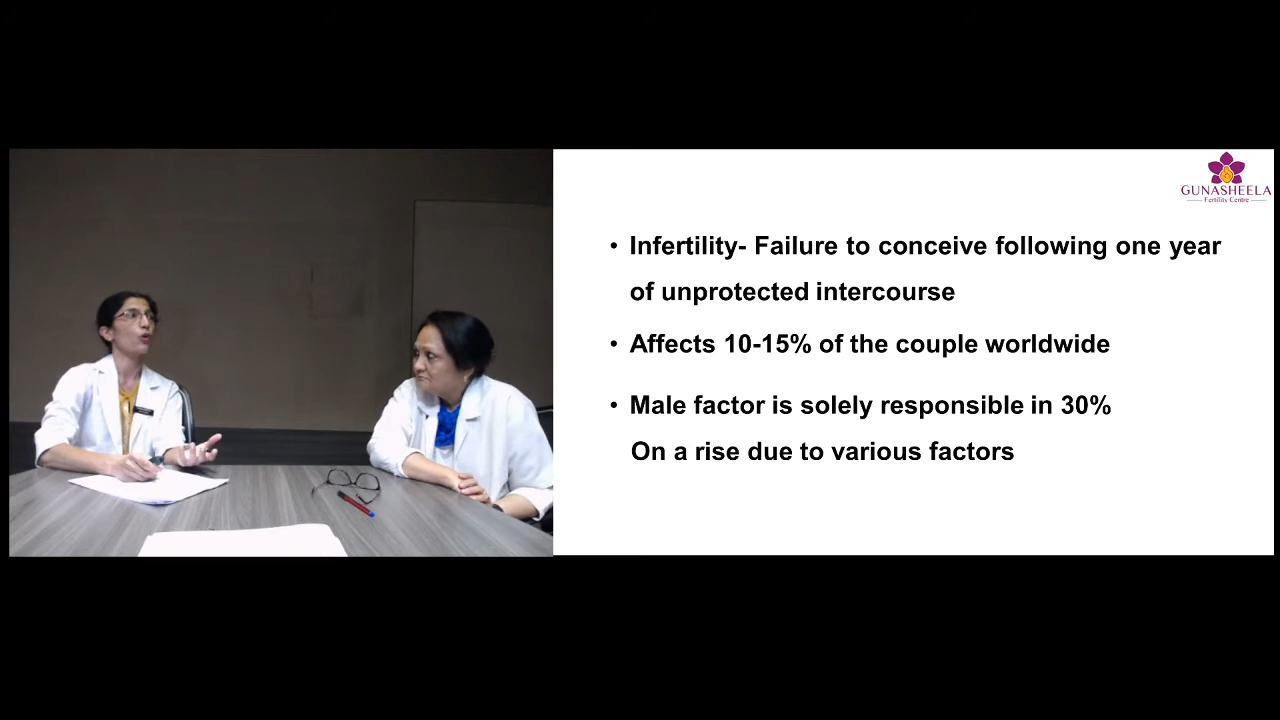 GUNASHEELA
Fertility Centre
• Infertility- Failure to conceive following one year
of unprotected intercourse
• Affects 10-15% of the couple worldwide
• Male factor is solely responsible in 30%
On a rise due to various factors